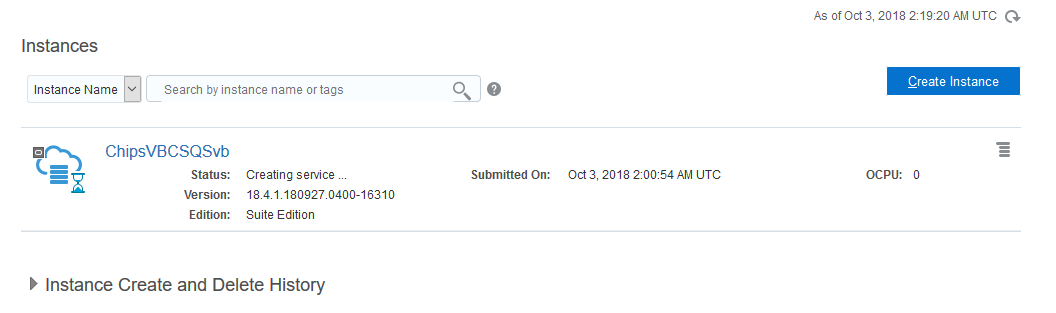 As of Oct 3, 2018 2:19:20 AM UTC
Instances
Instance Name Search by instance name or tags ? Create Instance
ChipsVBCSQSvb
Status: Creating service ... Submitted On: Oct 3, 2018 2:00:54 AM UTC OCPU: 0
Version: 18.4.1.180927.0400-16310
Edition: Suite Edition
Instance Create and Delete History